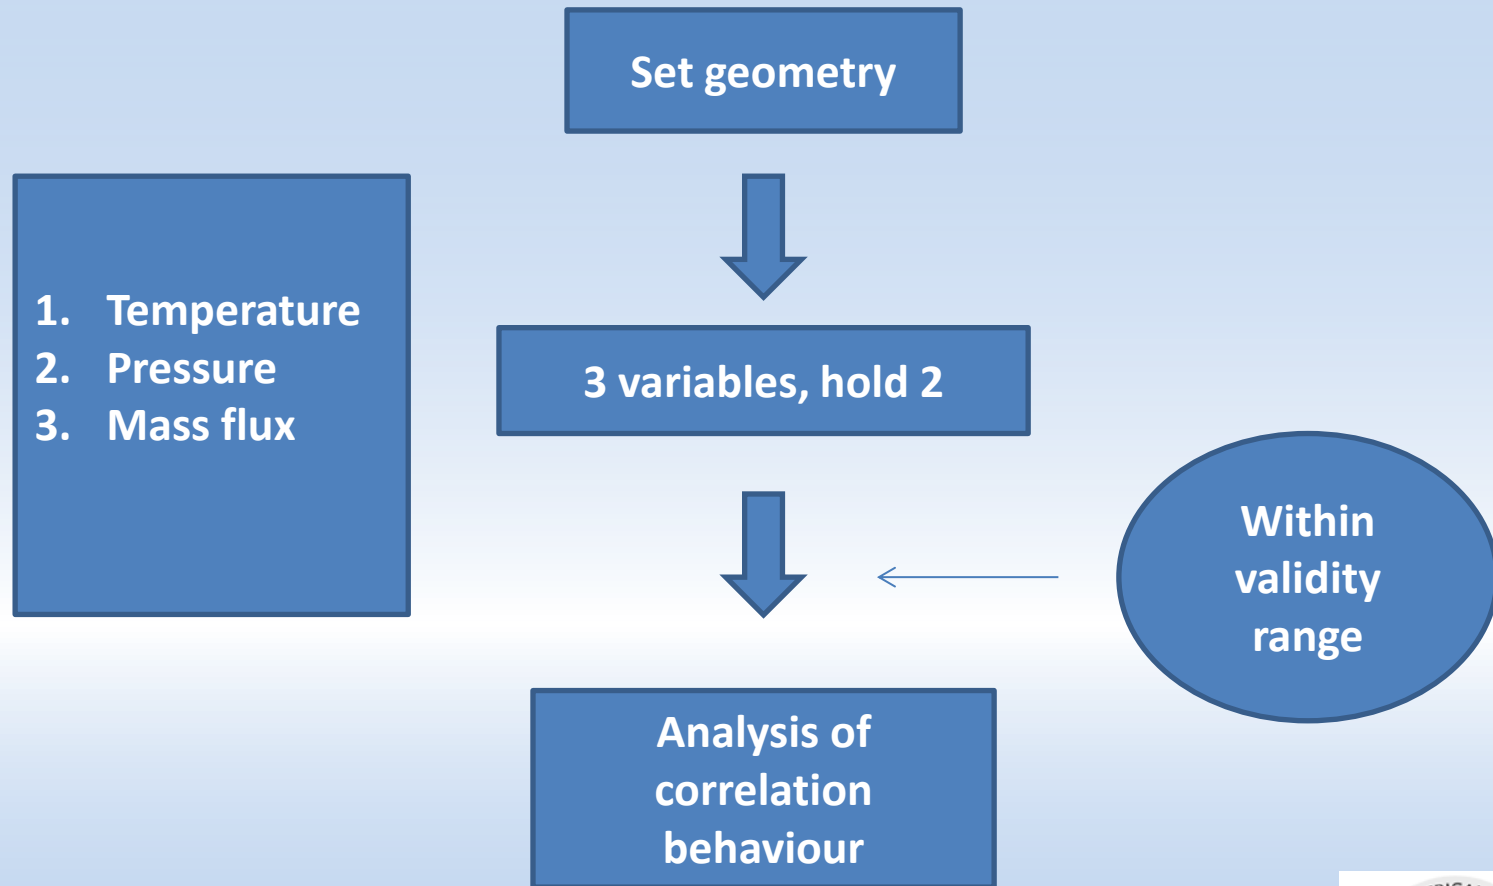 Set geometry
1. Temperature
2. Pressure
3. Mass flux
3 variables, hold 2
Within
validity
range
Analysis of
correlation
behaviour